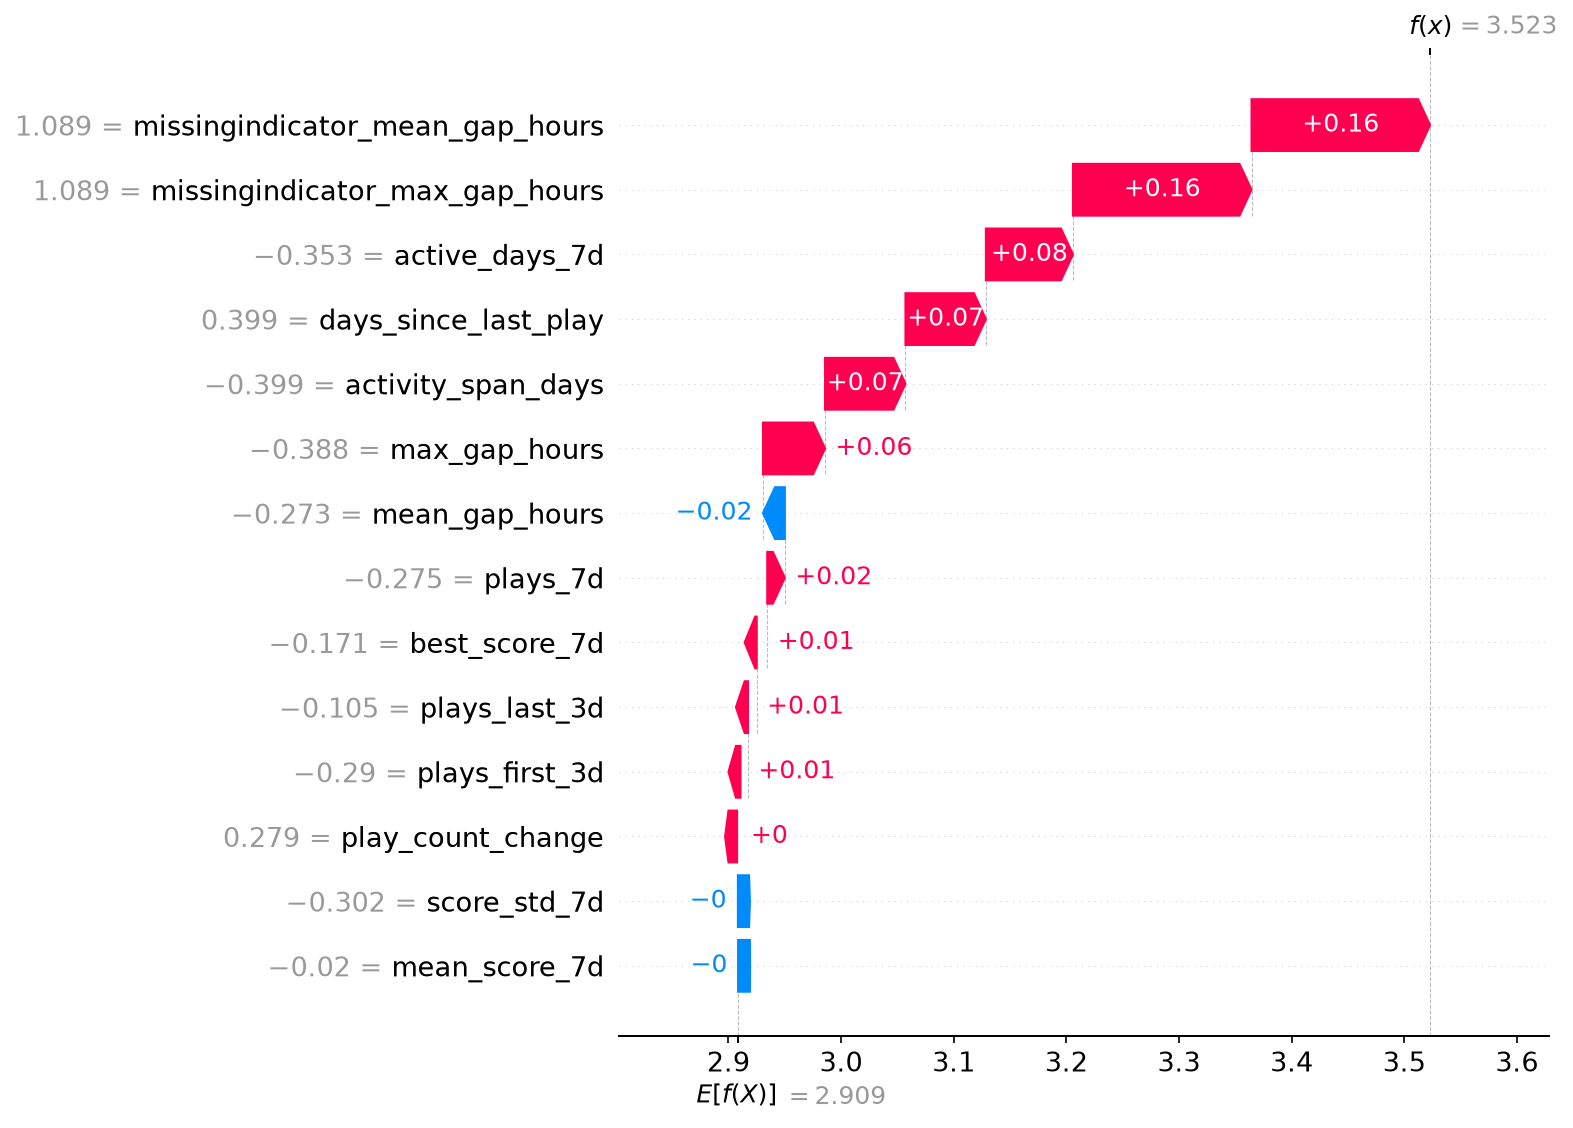 f(x) = 3.523
1.089 = missingindicator_mean_gap_hours +0.16
1.089 = missingindicator_max_gap_hours +0.16
−0.353 = active_days_7d +0.08
0.399 = days_since_last_play +0.07
−0.399 = activity_span_days +0.07
−0.388 = max_gap_hours +0.06
−0.273 = mean_gap_hours −0.02
−0.275 = plays_7d +0.02
−0.171 = best_score_7d +0.01
−0.105 = plays_last_3d +0.01
−0.29 = plays_first_3d +0.01
0.279 = play_count_change +0
−0.302 = score_std_7d −0
−0.02 = mean_score_7d −0
2.9 3.0 3.1 3.2 3.3 3.4 3.5 3.6
E[f(X)] = 2.909